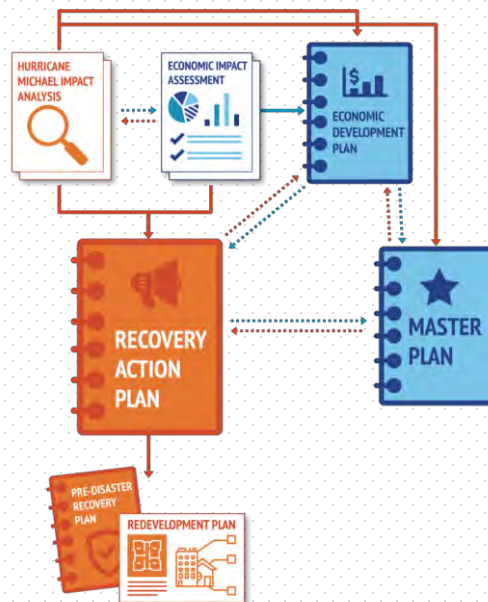 HURRICANE
MICHAEL IMPACT
ANALYSIS
ECONOMIC IMPACT
ASSESSMENT
$
ECONOMIC
DEVELOPMENT
PLAN
RECOVERY
ACTION
PLAN
MASTER
PLAN
PRE-DISASTER
RECOVERY
PLAN
REDEVELOPMENT PLAN